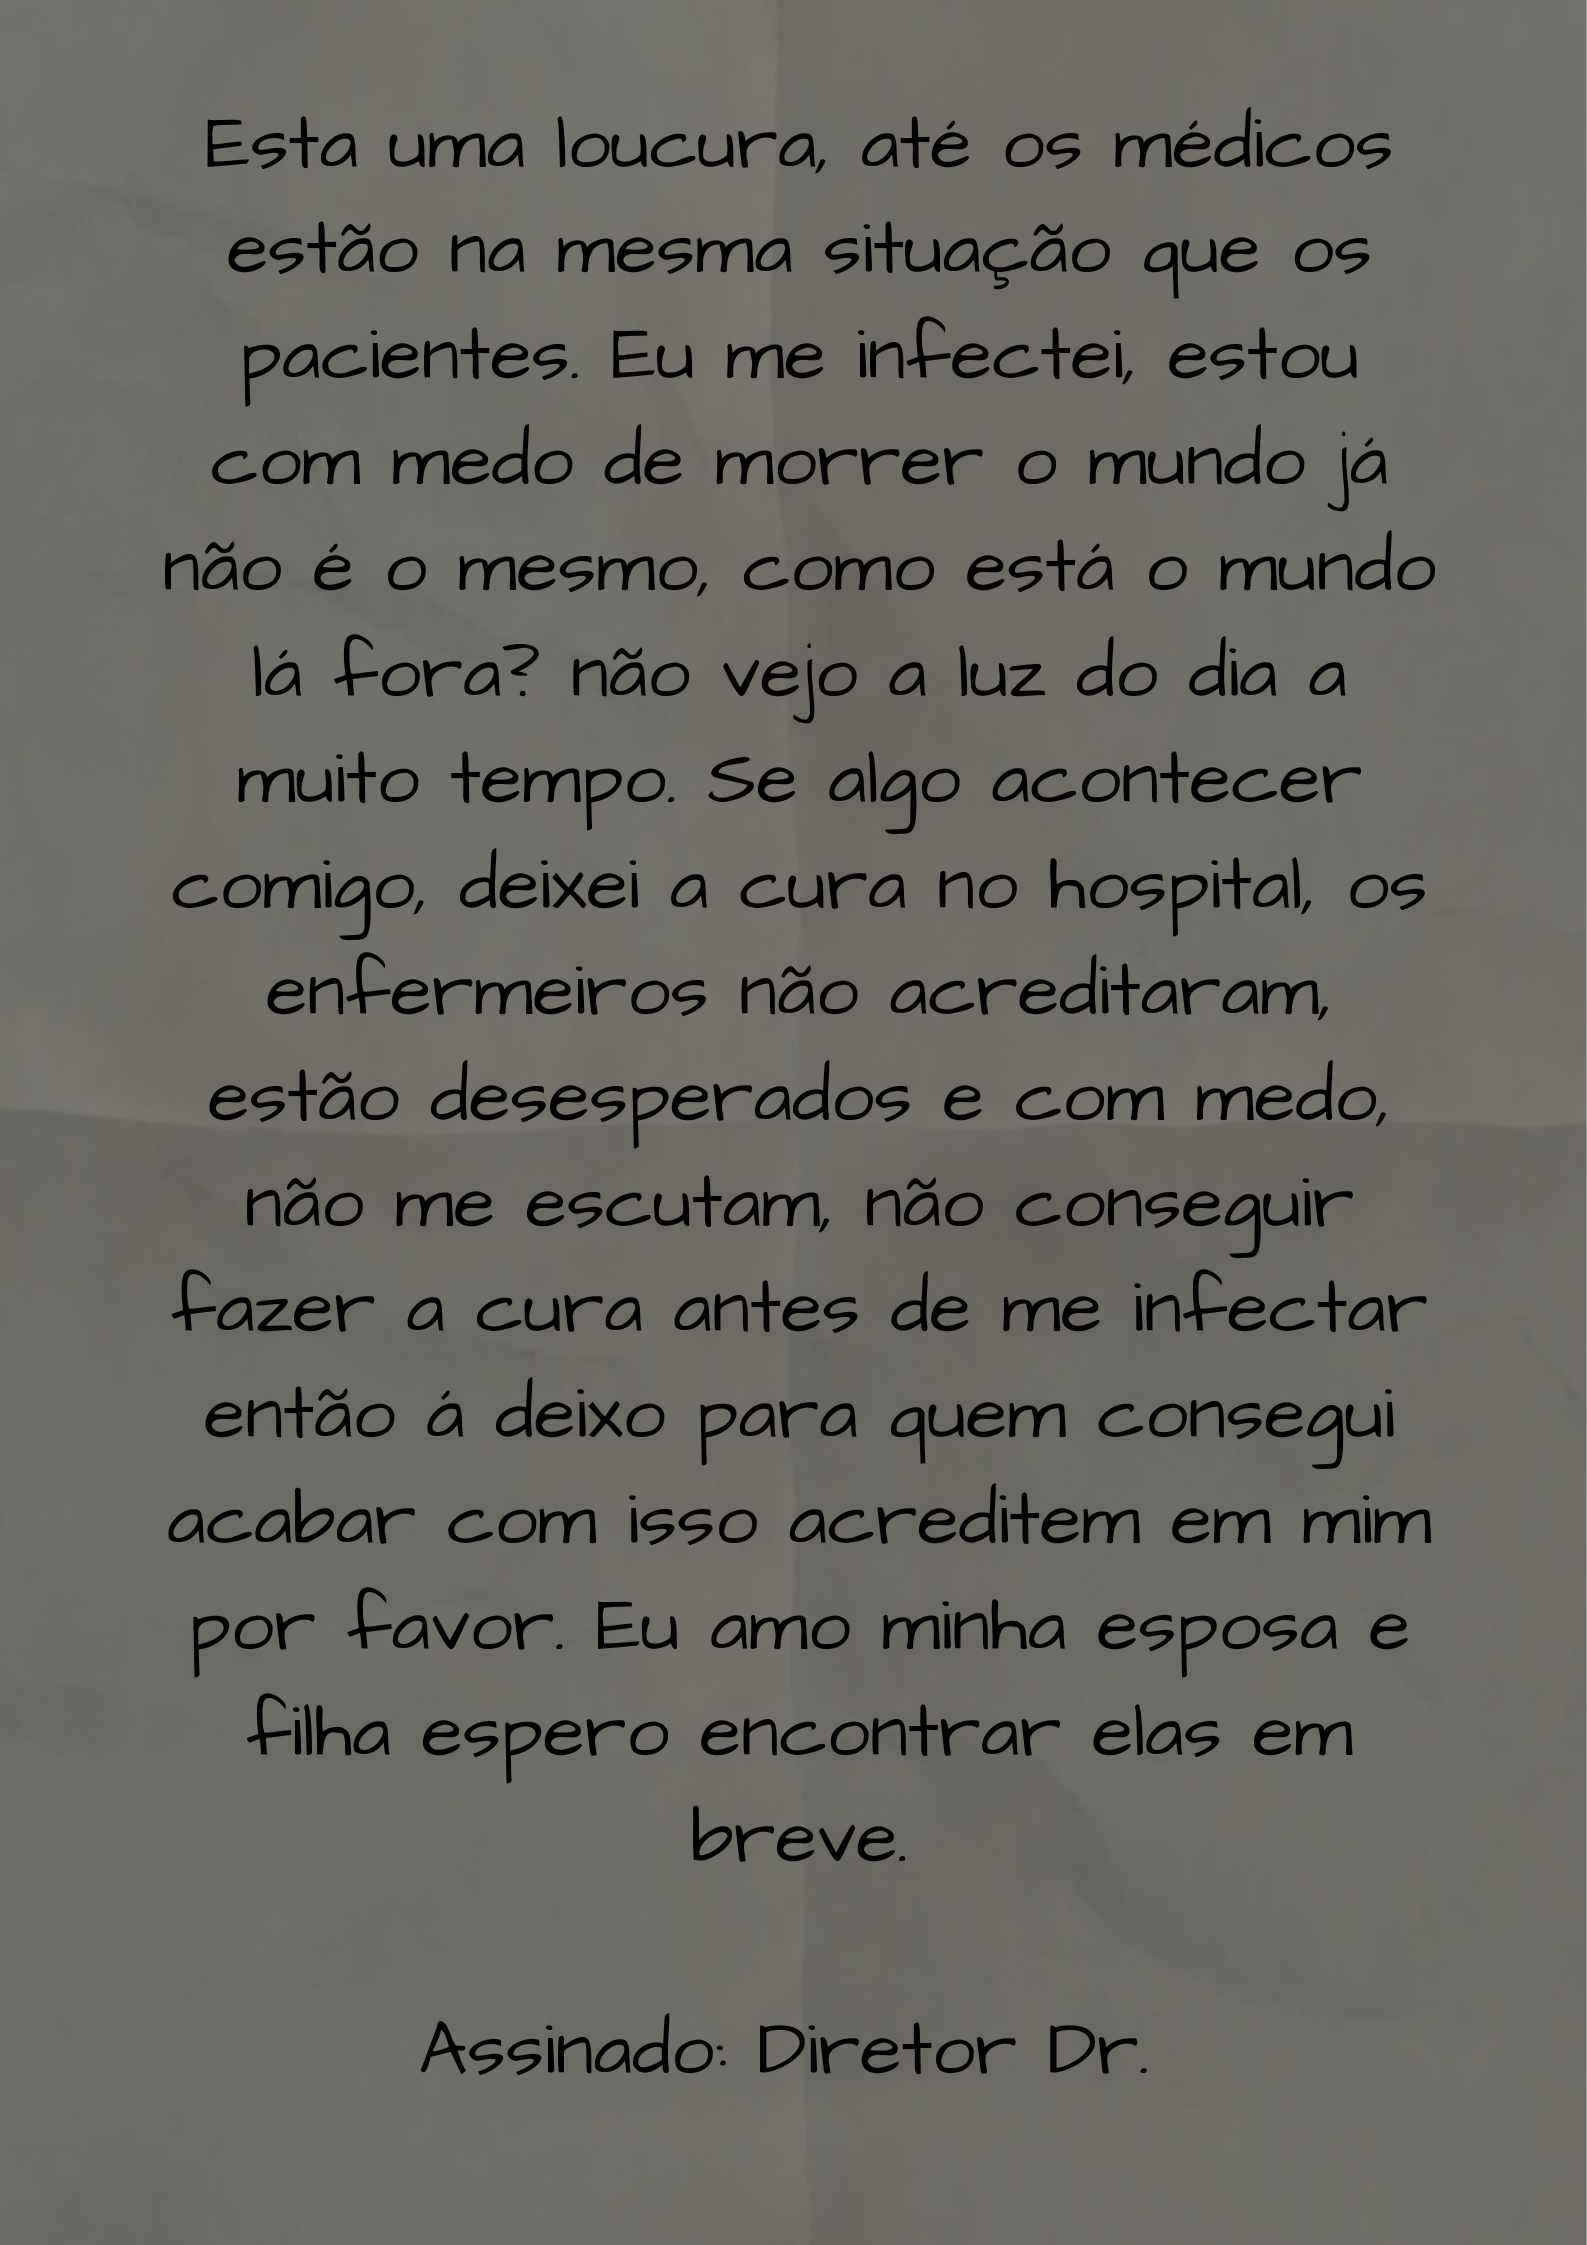 Esta uma loucura, até os médicos
estão na mesma situação que os
pacientes. Eu me infectei, estou
com medo de morrer o mundo já
não é o mesmo, como está o mundo
lá fora? não vejo a luz do dia a
muito tempo. Se algo acontecer
comigo, deixei a cura no hospital, os
enfermeiros não acreditaram,
estão desesperados e com medo,
não me escutam, não conseguir
fazer a cura antes de me infectar
então á deixo para quem consegui
acabar com isso acreditem em mim
por favor. Eu amo minha esposa e
filha espero encontrar elas em
breve.
Assinado: Diretor Dr.